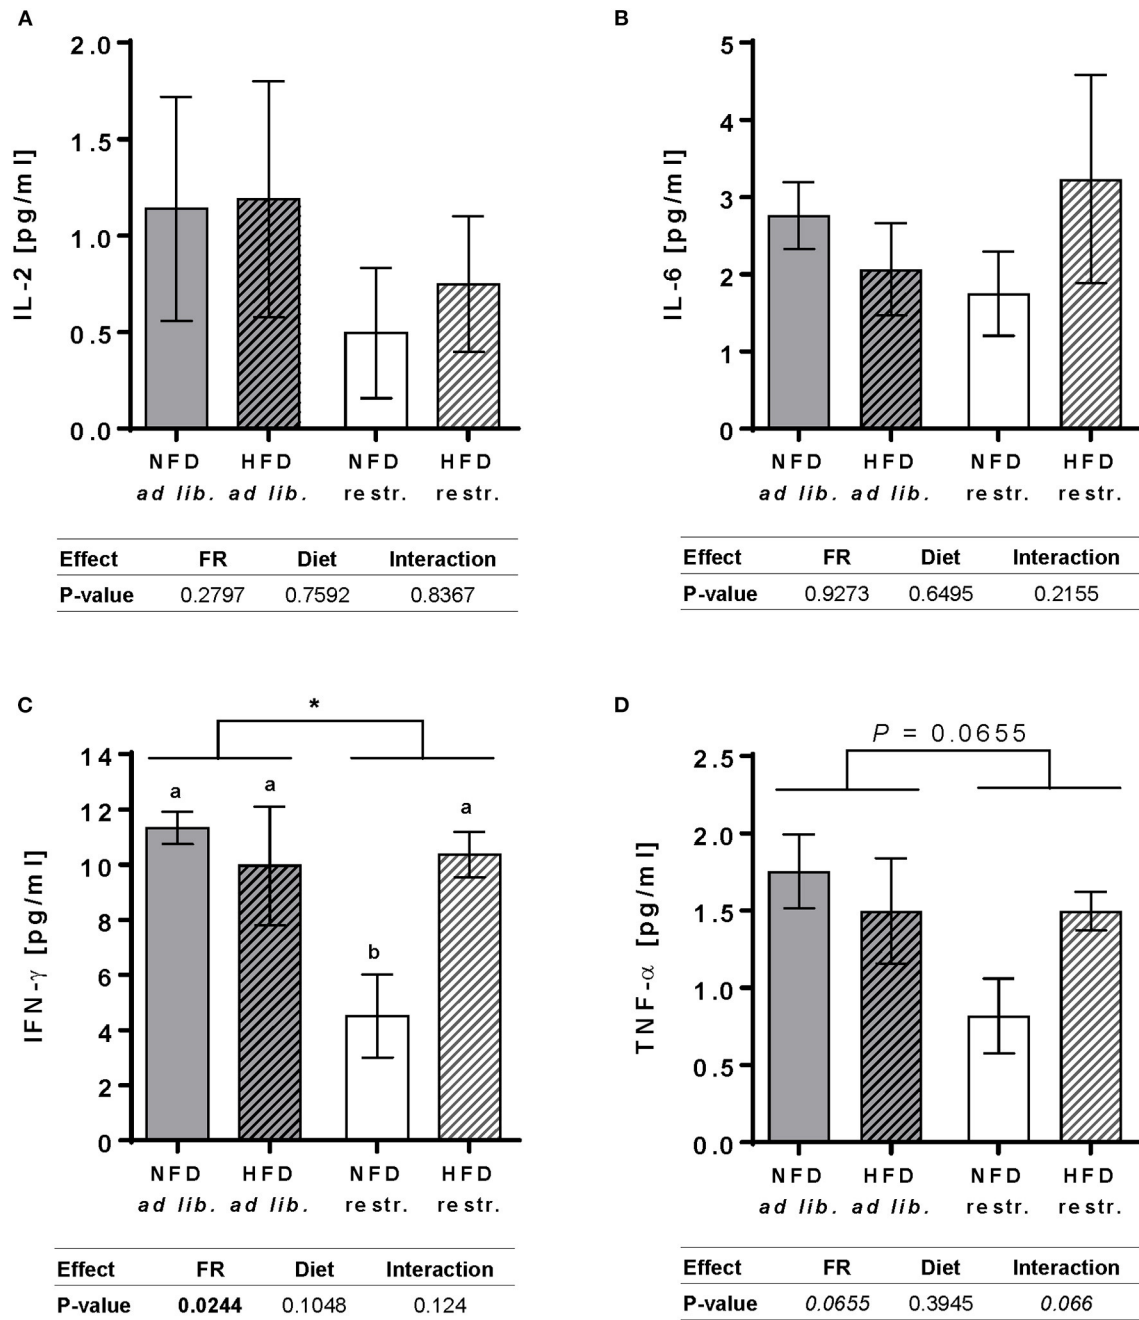 A
IL-2 [pg/ml]
2.0
1.5
1.0
0.5
0.0
NFD HFD NFD HFD
ad lib. ad lib. restr. restr.
Effect FR Diet Interaction
P-value 0.2797 0.7592 0.8367
B
IL-6 [pg/ml]
5
4
3
2
1
0
NFD HFD NFD HFD
ad lib. ad lib. restr. restr.
Effect FR Diet Interaction
P-value 0.9273 0.6495 0.2155
C
*
IFN-γ [pg/ml]
14
12
10
8
6
4
2
0
a a b a
NFD HFD NFD HFD
ad lib. ad lib. restr. restr.
Effect FR Diet Interaction
P-value 0.0244 0.1048 0.124
D
P = 0.0655
TNF-α [pg/ml]
2.5
2.0
1.5
1.0
0.5
0.0
NFD HFD NFD HFD
ad lib. ad lib. restr. restr.
Effect FR Diet Interaction
P-value 0.0655 0.3945 0.066